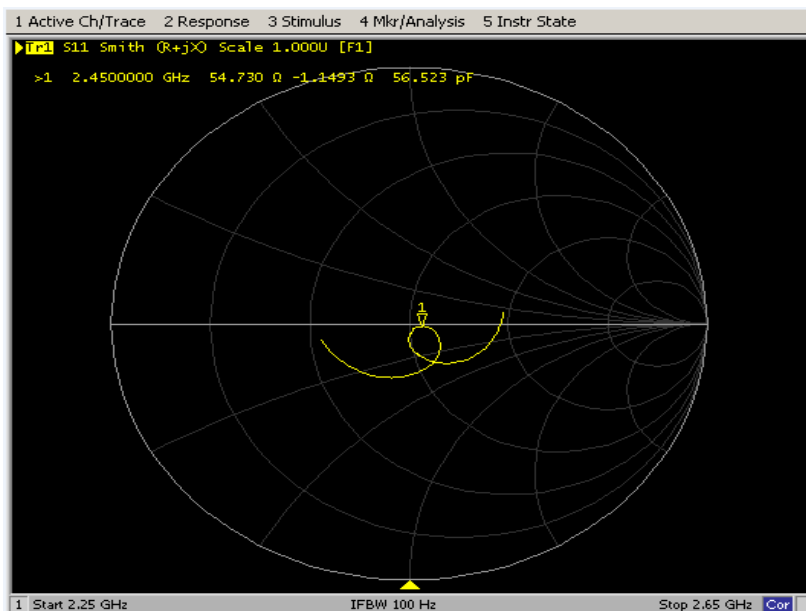 1 Active Ch/Trace 2 Response 3 Stimulus 4 Mkr/Analysis 5 Instr State
Tr1 S11 Smith (R+jX) Scale 1.000U [F1]
>1 2.4500000 GHz 54.730 Ω -1.1493 Ω 56.523 pF
1
1 Start 2.25 GHz IFBW 100 Hz Stop 2.65 GHz Cor